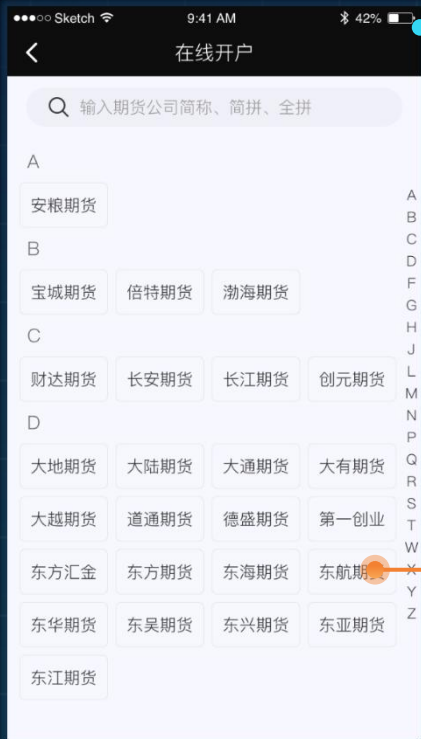 Sketch 9:41 AM 42%
在线开户
输入期货公司简称、简拼、全拼
A
安粮期货
B
宝城期货 倍特期货 渤海期货
C
财达期货 长安期货 长江期货 创元期货
D
大地期货 大陆期货 大通期货 大有期货
大越期货 道通期货 德盛期货 第一创业
东方汇金 东方期货 东海期货 东航期
东华期货 东吴期货 东兴期货 东亚期货
东江期货
A
B
C
D
F
G
H
J
L
M
N
P
Q
R
S
T
W
X
Y
Z